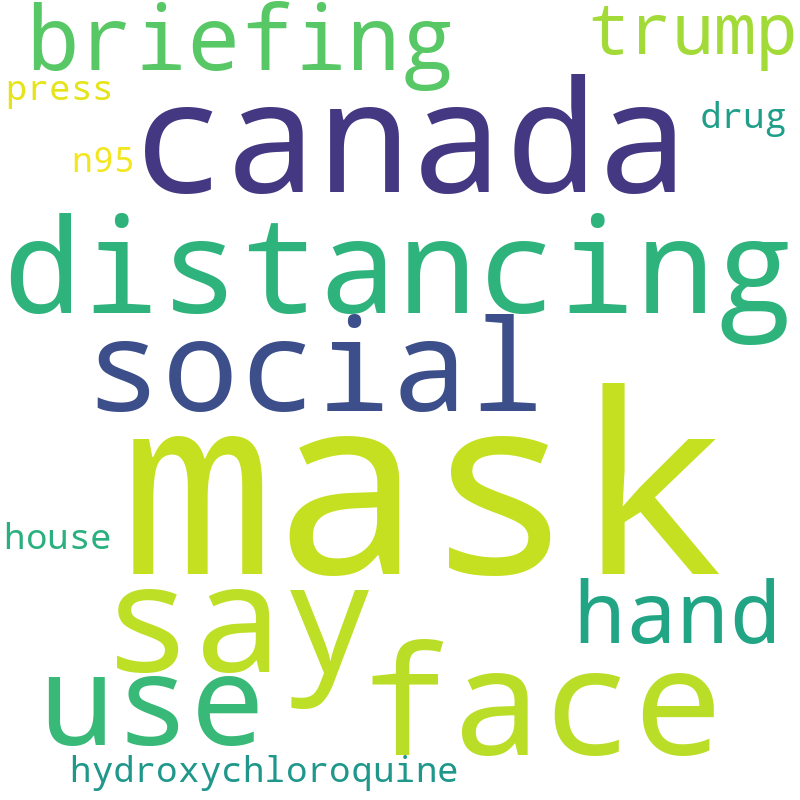 briefing trump
press
canada drug
n95
distancing
social
mask
house
say hand
use face
hydroxychloroquine